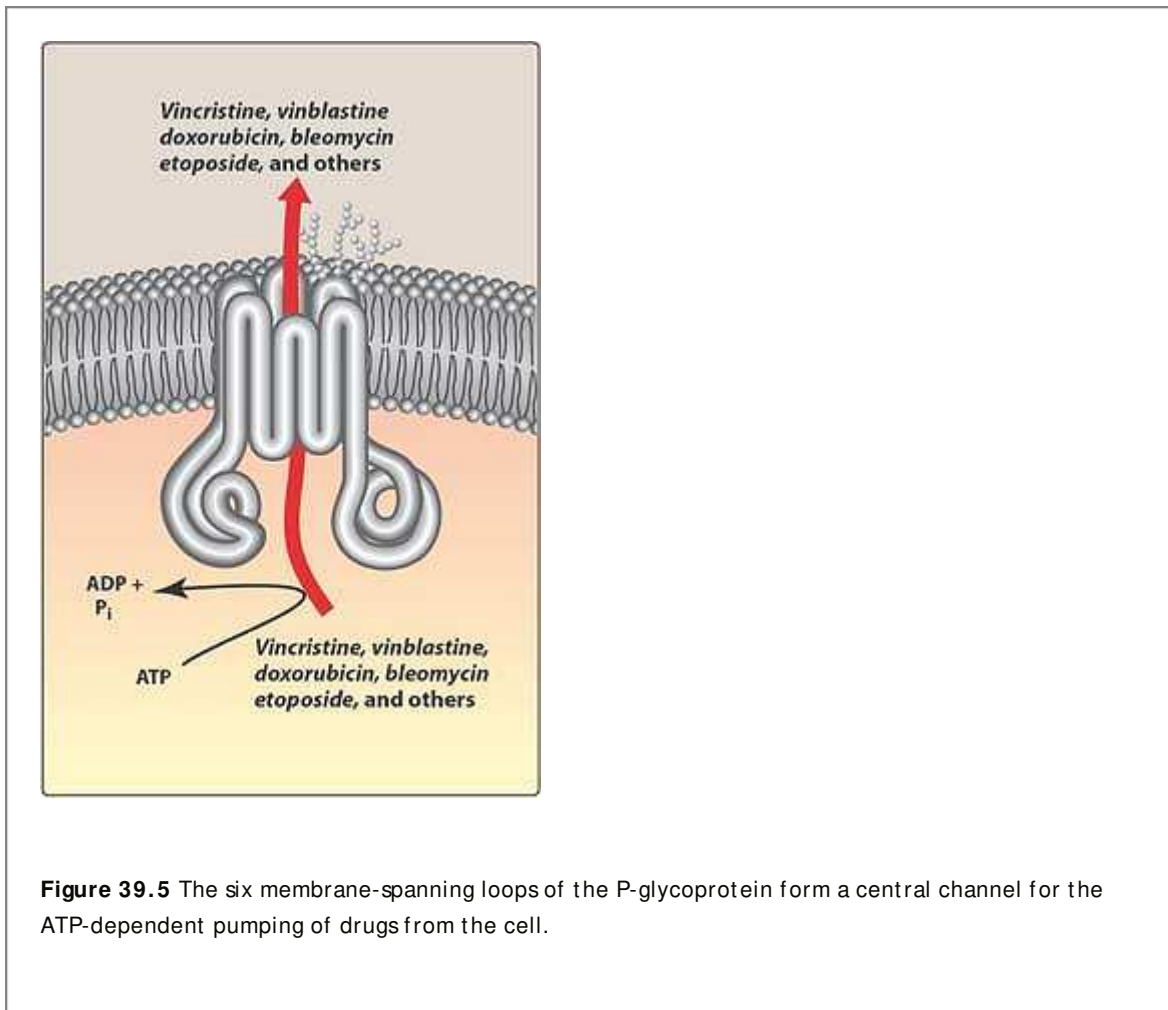 Vincristine, vinblastine
doxorubicin, bleomycin
etoposide, and others
ADP +
Pi
ATP
Vincristine, vinblastine,
doxorubicin, bleomycin
etoposide, and others
Figure 39.5 The six membrane-spanning loops of the P-glycoprotein form a central channel for the
ATP-dependent pumping of drugs from the cell.